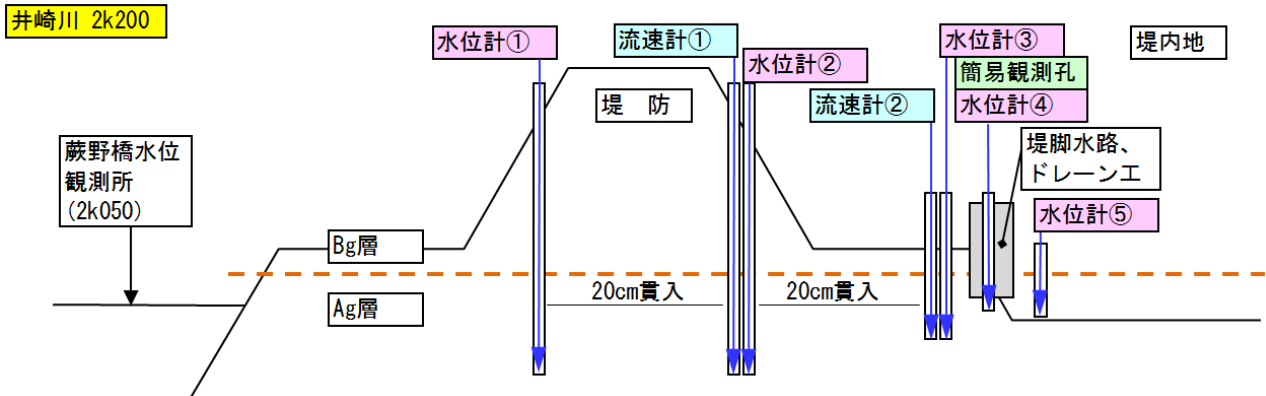 井崎川 2k200
水位計①
流速計①
水位計②
水位計③
簡易観測孔
水位計④
流速計②
堤内地
堤　防
蕨野橋水位
観測所
(2k050)
堤脚水路、
ドレーン工
水位計⑤
Bg層
Ag層
20cm貫入
20cm貫入